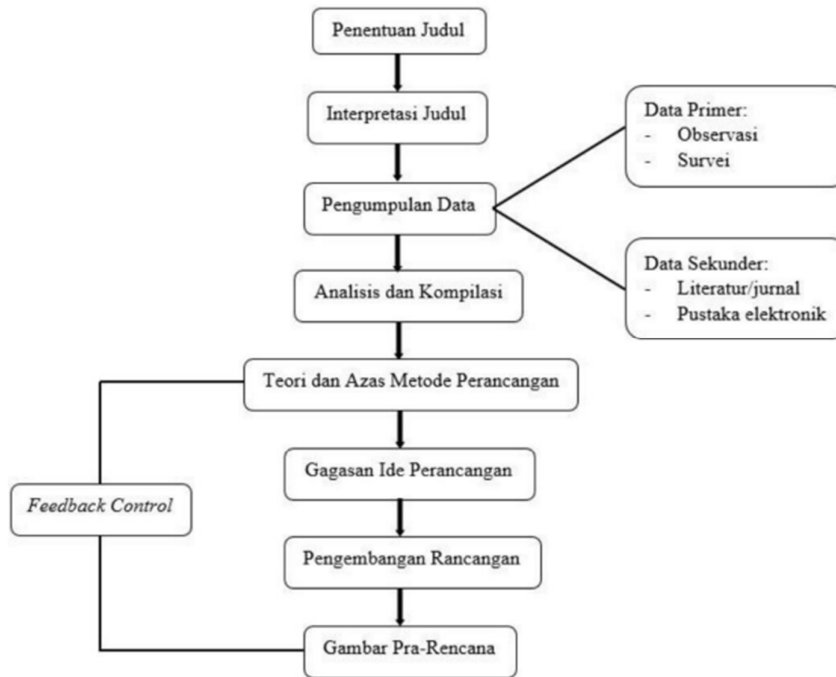 Penentuan Judul
Interpretasi Judul
Data Primer:
- Observasi
- Survei
Pengumpulan Data
Data Sekunder:
- Literatur/jurnal
- Pustaka elektronik
Analisis dan Kompilasi
Teori dan Azas Metode Perancangan
Gagasan Ide Perancangan
Feedback Control
Pengembangan Rancangan
Gambar Pra-Rencana